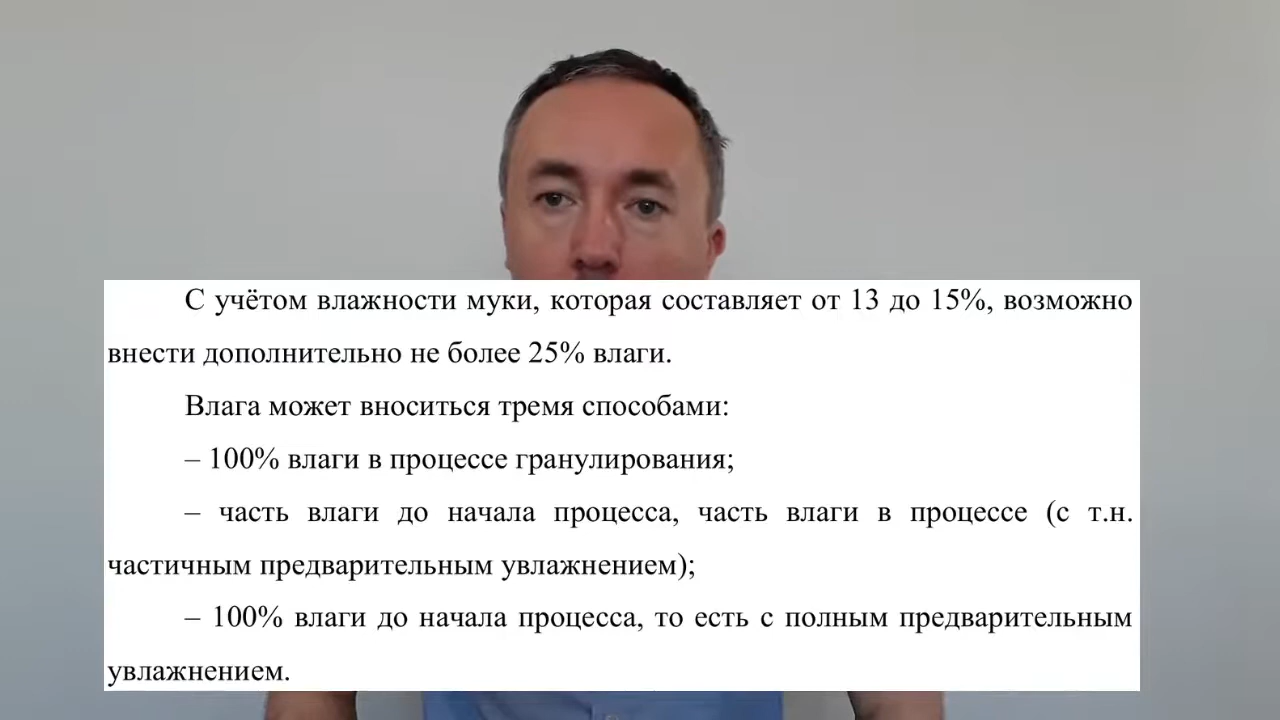 С учётом влажности муки, которая составляет от 13 до 15%, возможно
внести дополнительно не более 25% влаги.
Влага может вноситься тремя способами:
– 100% влаги в процессе гранулирования;
– часть влаги до начала процесса, часть влаги в процессе (с т.н.
частичным предварительным увлажнением);
– 100% влаги до начала процесса, то есть с полным предварительным
увлажнением.